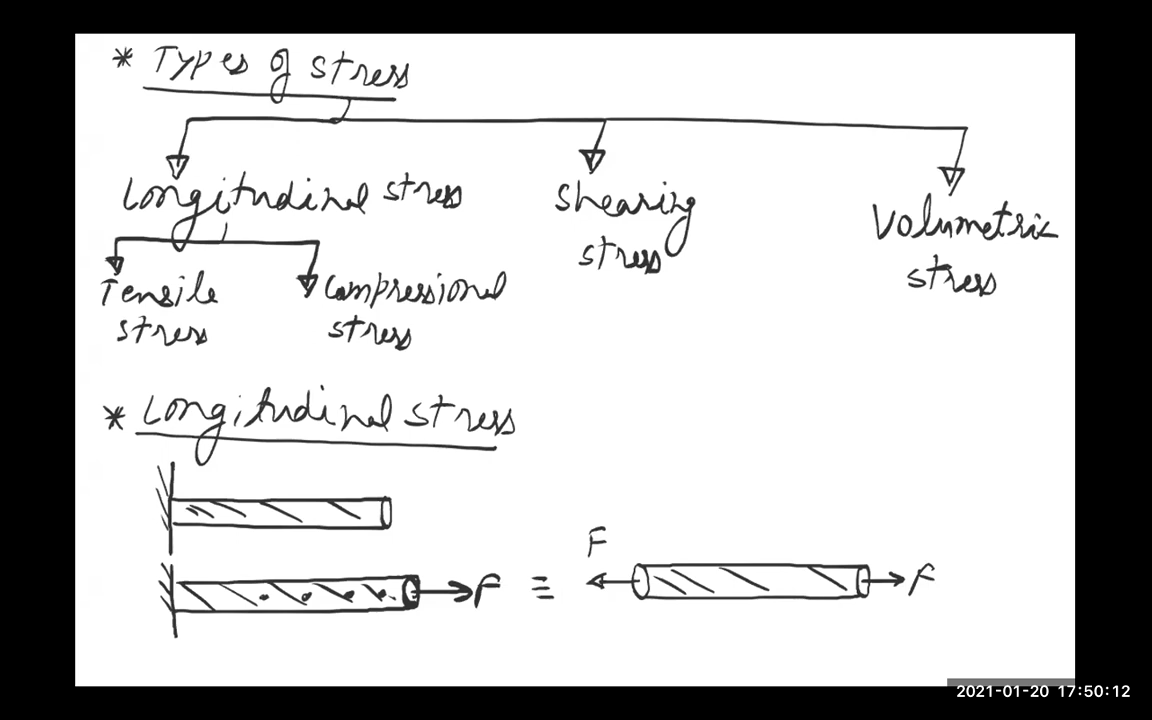 * Types of stress
Longitudinal stress
Shearing
stress
Volumetric
stress
Tensile
stress
Compressional
stress
* Longitudinal stress
F
F ≡
F
2021-01-20 17:50:12